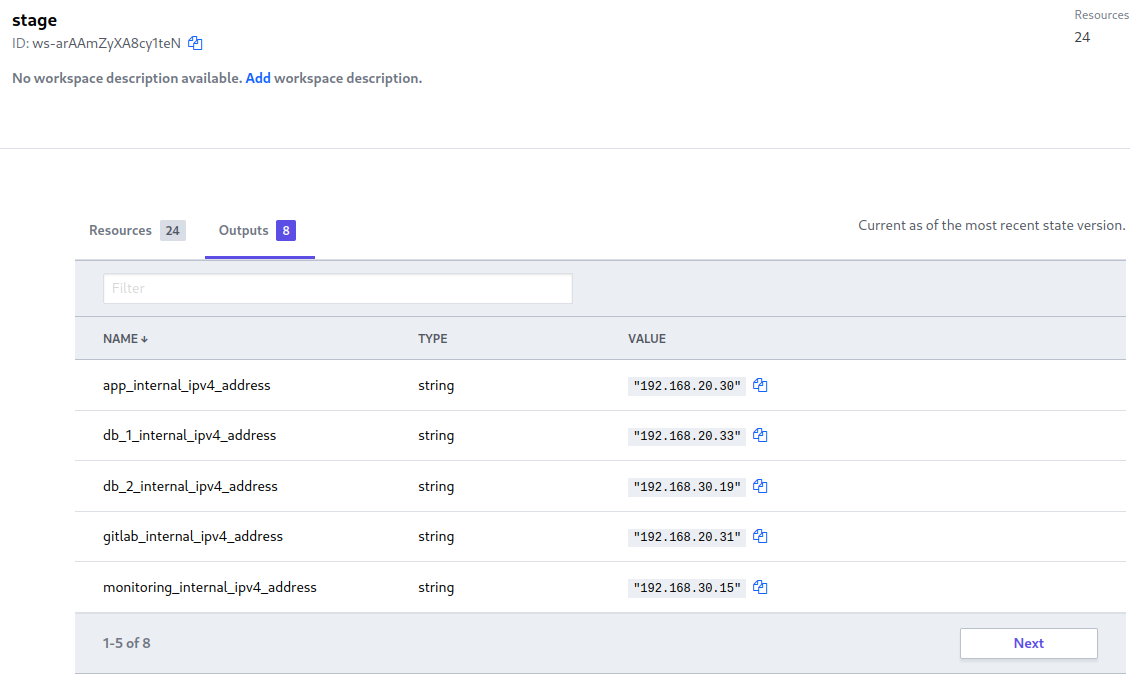 stage
Resources
ID: ws-arAAmZyXA8cy1teN
24
No workspace description available. Add workspace description.
Resources 24 Outputs 8
Current as of the most recent state version.
Filter
NAME TYPE VALUE
app_internal_ipv4_address string "192.168.20.30"
db_1_internal_ipv4_address string "192.168.20.33"
db_2_internal_ipv4_address string "192.168.30.19"
gitlab_internal_ipv4_address string "192.168.20.31"
monitoring_internal_ipv4_address string "192.168.30.15"
1-5 of 8 Next